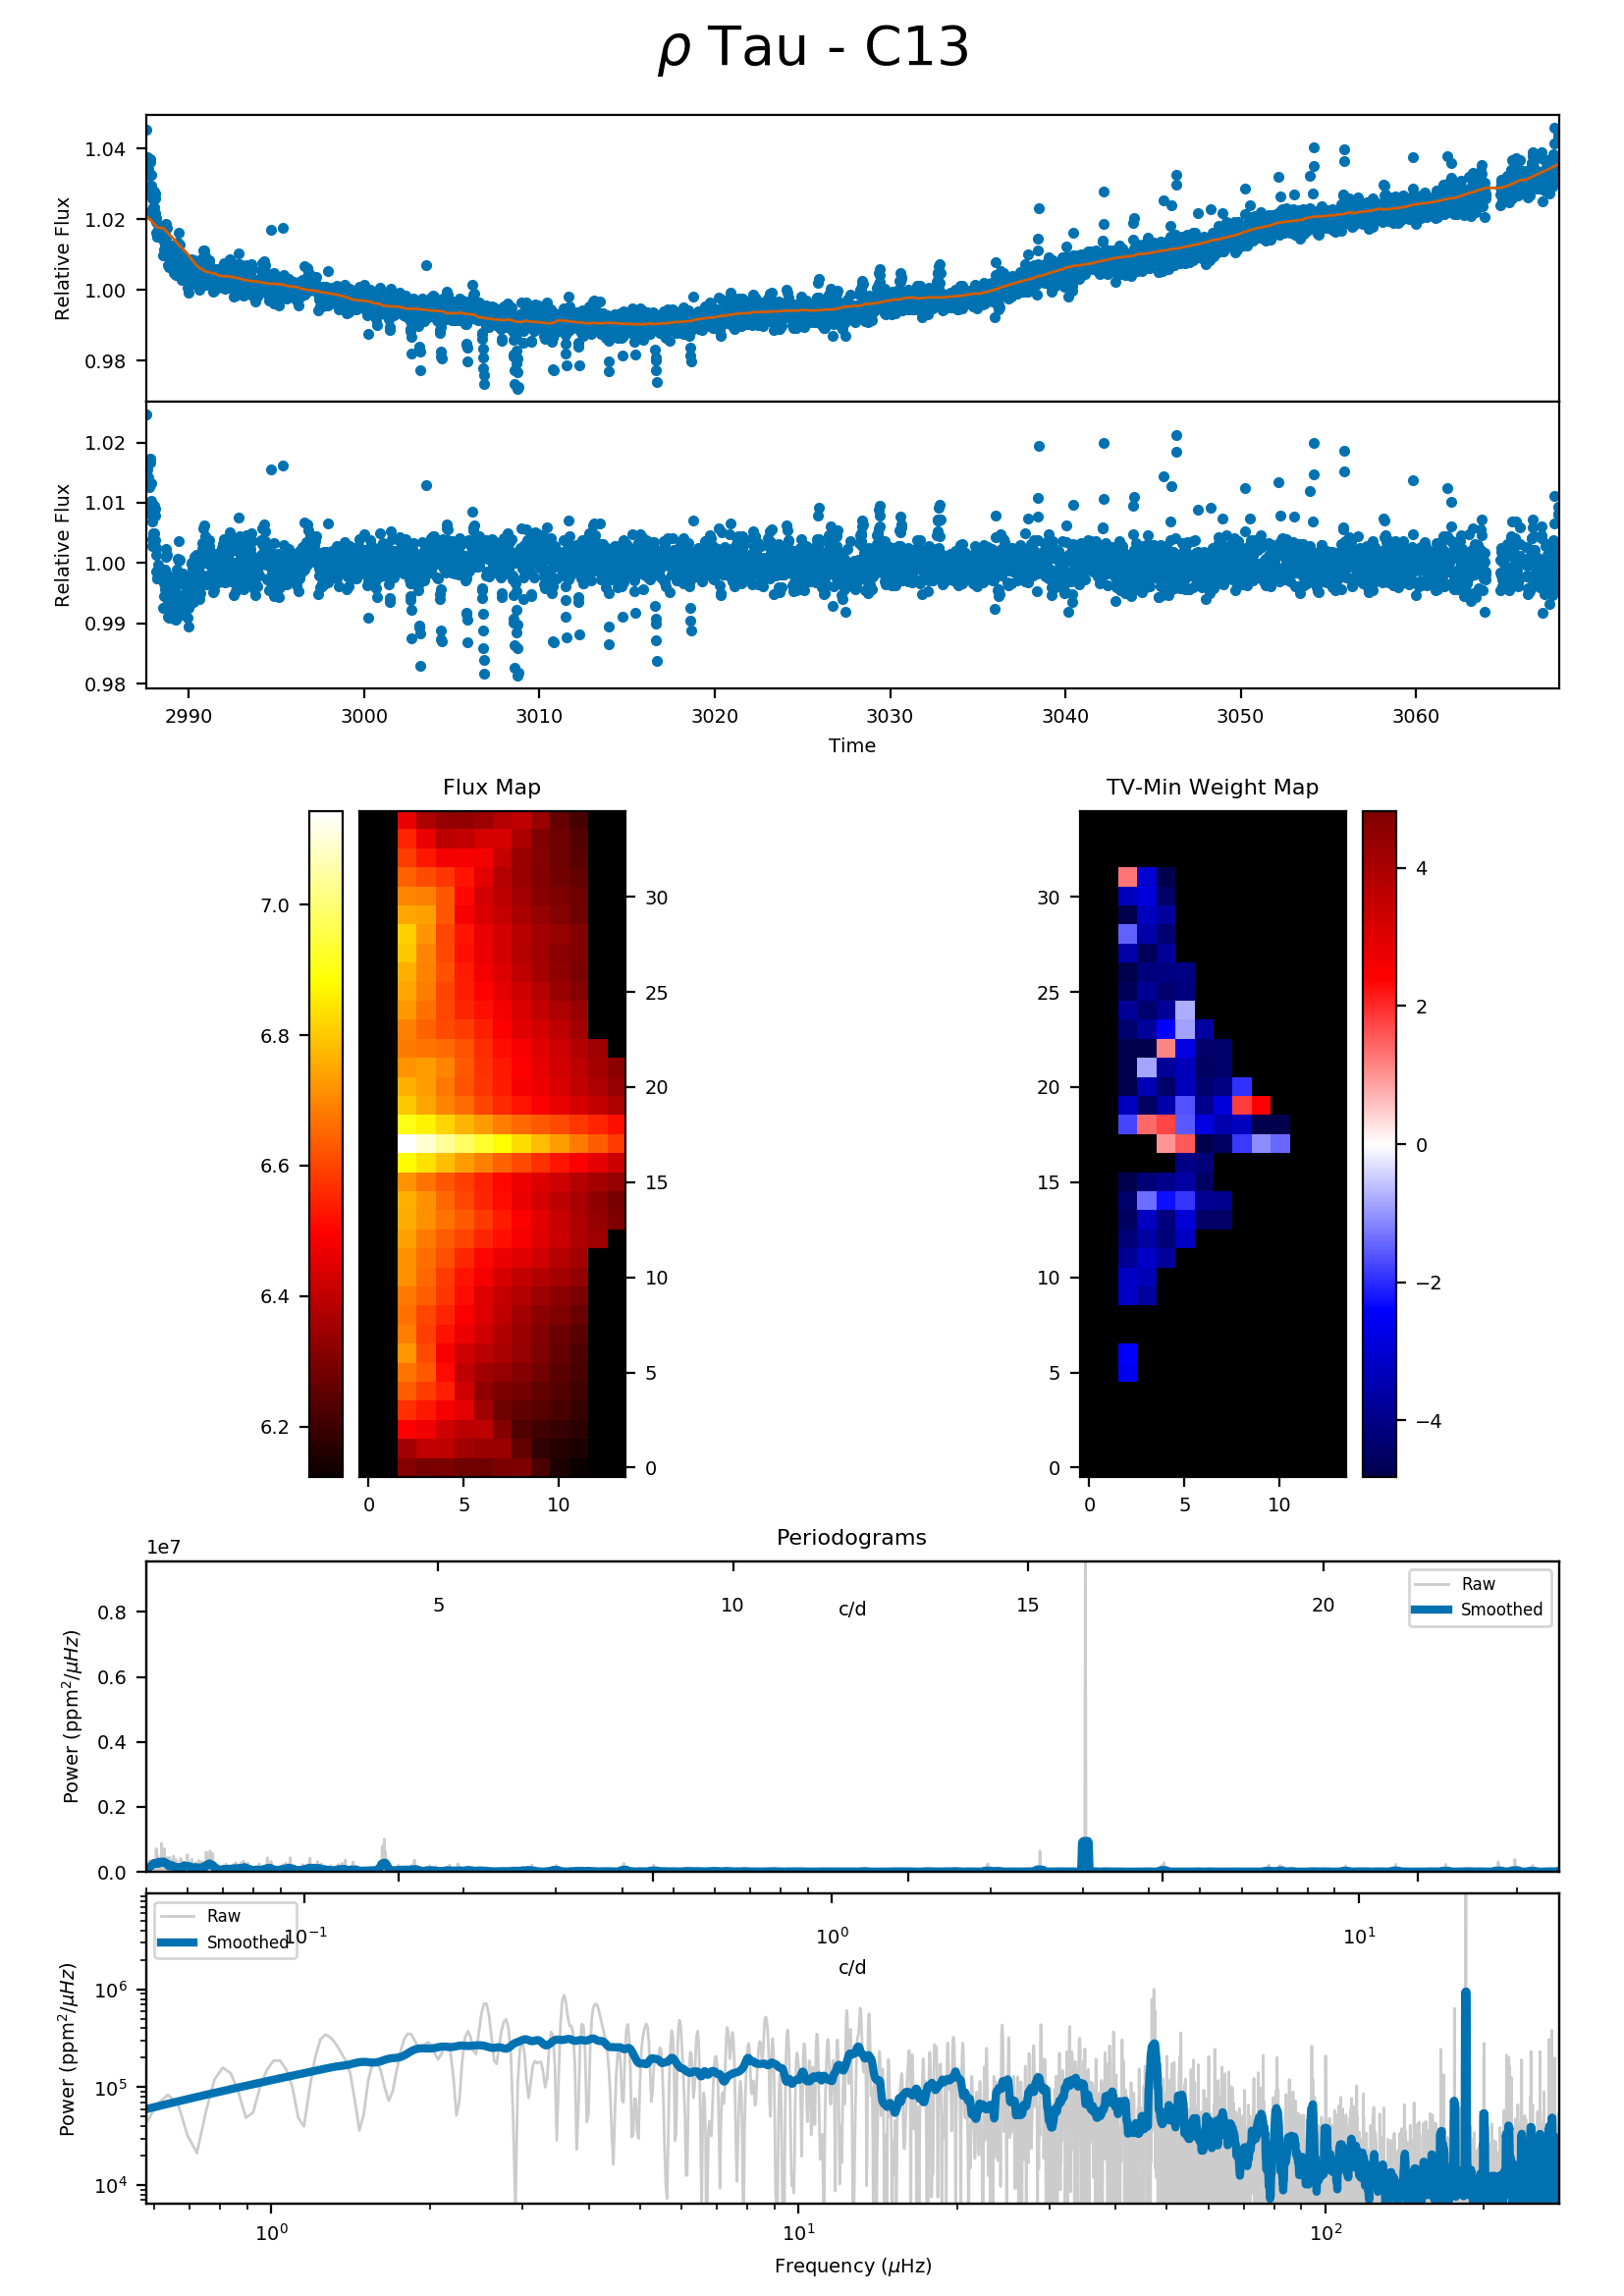 ρ Tau - C13
1.04
1.02
1.00
0.98
Relative Flux
1.02
1.01
1.00
0.99
0.98
Relative Flux
2990 3000 3010 3020 3030 3040 3050 3060
Time
Flux Map
TV-Min Weight Map
7.0
6.8
6.6
6.4
6.2
30
25
20
15
10
5
0
0 5 10
30
25
20
15
10
5
0
0 5 10
4
2
0
−2
−4
Periodograms
1e7
5 10 15 20
c/d
Raw
Smoothed
0.8
0.6
0.4
0.2
0.0
Power (ppm²/μHz)
Raw
Smoothed
10⁻¹ 10⁰ 10¹
c/d
10⁶
10⁵
10⁴
Power (ppm²/μHz)
10⁰ 10¹ 10²
Frequency (μHz)